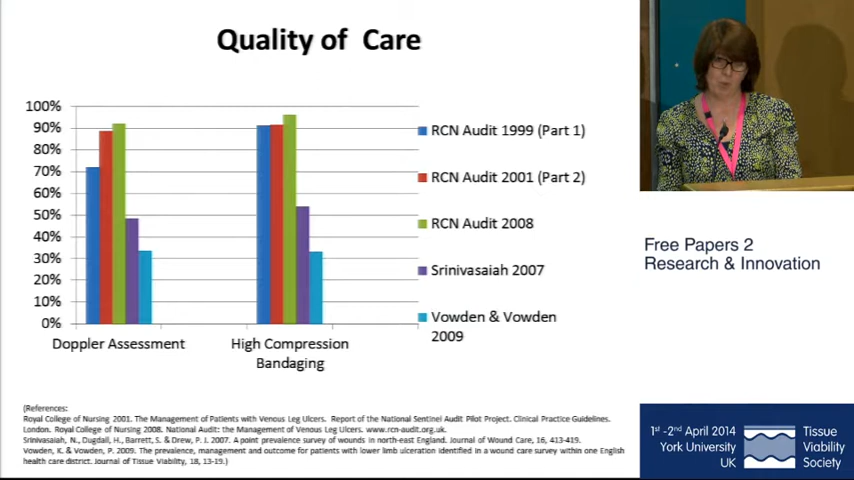 Quality of Care
100%
90%
80%
70%
60%
50%
40%
30%
20%
10%
0%
Doppler Assessment
High Compression
Bandaging
RCN Audit 1999 (Part 1)
RCN Audit 2001 (Part 2)
RCN Audit 2008
Srinivasaiah 2007
Vowden & Vowden
2009
(References:
Royal College of Nursing 2001. The Management of Patients with Venous Leg Ulcers. Report of the National Sentinel Audit Pilot Project. Clinical Practice Guidelines.
London. Royal College of Nursing 2008. National Audit: the Management of Venous Leg Ulcers. www.rcn-audit.org.uk.
Srinivasaiah, N., Dugdall, H., Barrett, S. & Drew, P. J. 2007. A point prevalence survey of wounds in north-east England. Journal of Wound Care, 16, 413-419.
Vowden, K. & Vowden, P. 2009. The prevalence, management and outcome for patients with lower limb ulceration identified in a wound care survey within one English
health care district. Journal of Tissue Viability, 18, 13-19.)
Free Papers 2
Research & Innovation
1st -2nd April 2014
York University
UK
Tissue
Viability
Society